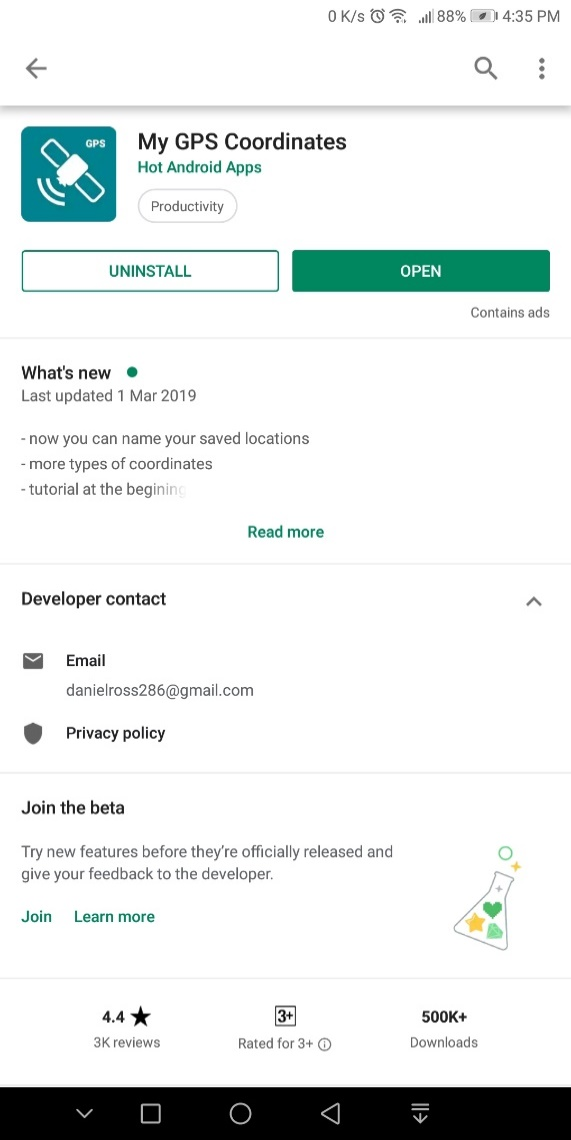 0 K/s 88% 4:35 PM
GPS
My GPS Coordinates
Hot Android Apps
Productivity
UNINSTALL
OPEN
Contains ads
What's new
Last updated 1 Mar 2019
- now you can name your saved locations
- more types of coordinates
- tutorial at the begining
Read more
Developer contact
Email
danielross286@gmail.com
Privacy policy
Join the beta
Try new features before they're officially released and
give your feedback to the developer.
Join Learn more
4.4 ★ 3+ 500K+
3K reviews Rated for 3+ Downloads